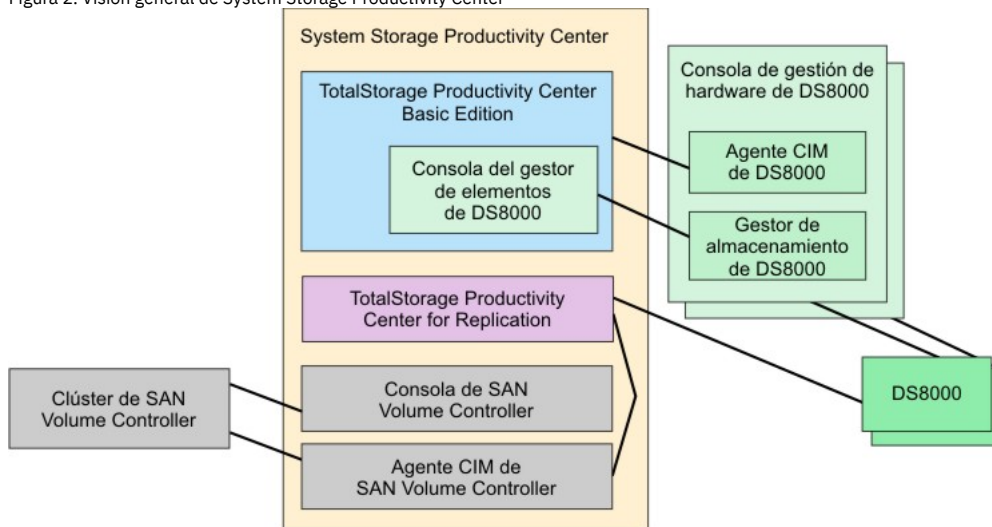 Figura 2. Visión general de System Storage Productivity Center
System Storage Productivity Center
TotalStorage Productivity Center
Basic Edition
Consola del gestor
de elementos
de DS8000
TotalStorage Productivity
Center for Replication
Consola de SAN
Volume Controller
Agente CIM de
SAN Volume Controller
Clúster de SAN
Volume Controller
Consola de gestión de
hardware de DS8000
Agente CIM
de DS8000
Gestor de
almacenamiento
de DS8000
DS8000